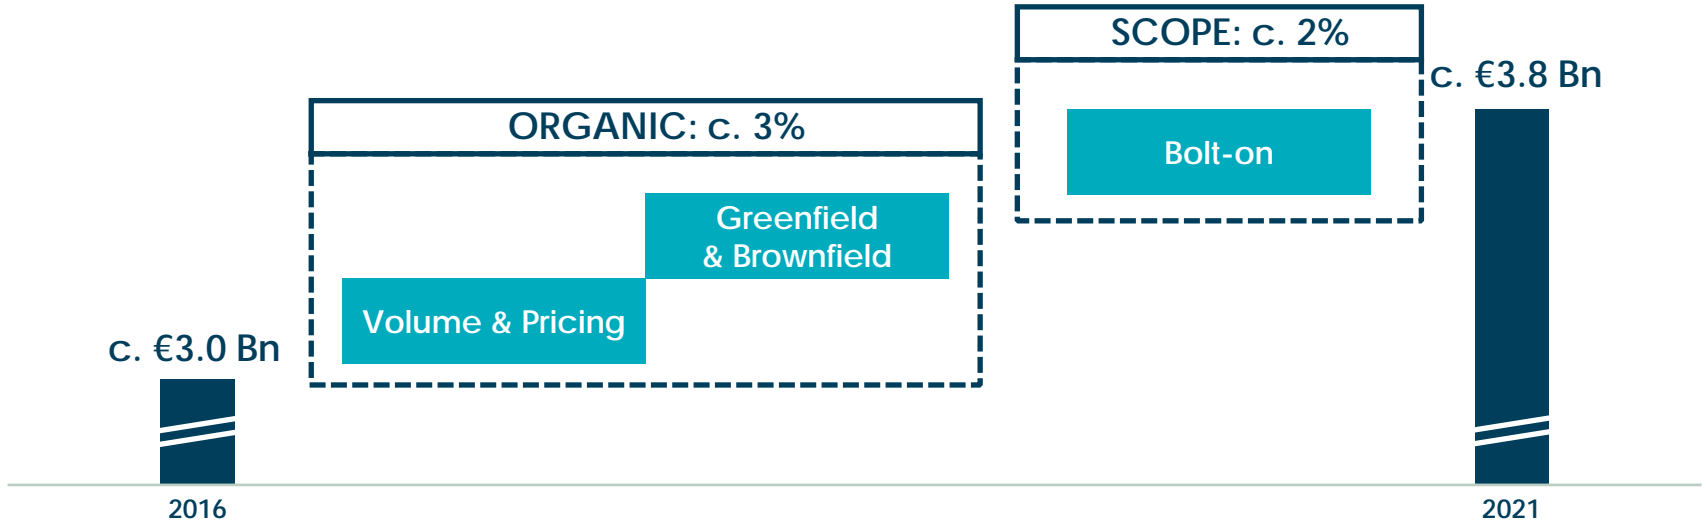 SCOPE: c. 2%
c. €3.8 Bn
ORGANIC: c. 3%
Bolt-on
Greenfield
& Brownfield
Volume & Pricing
c. €3.0 Bn
2016
2021